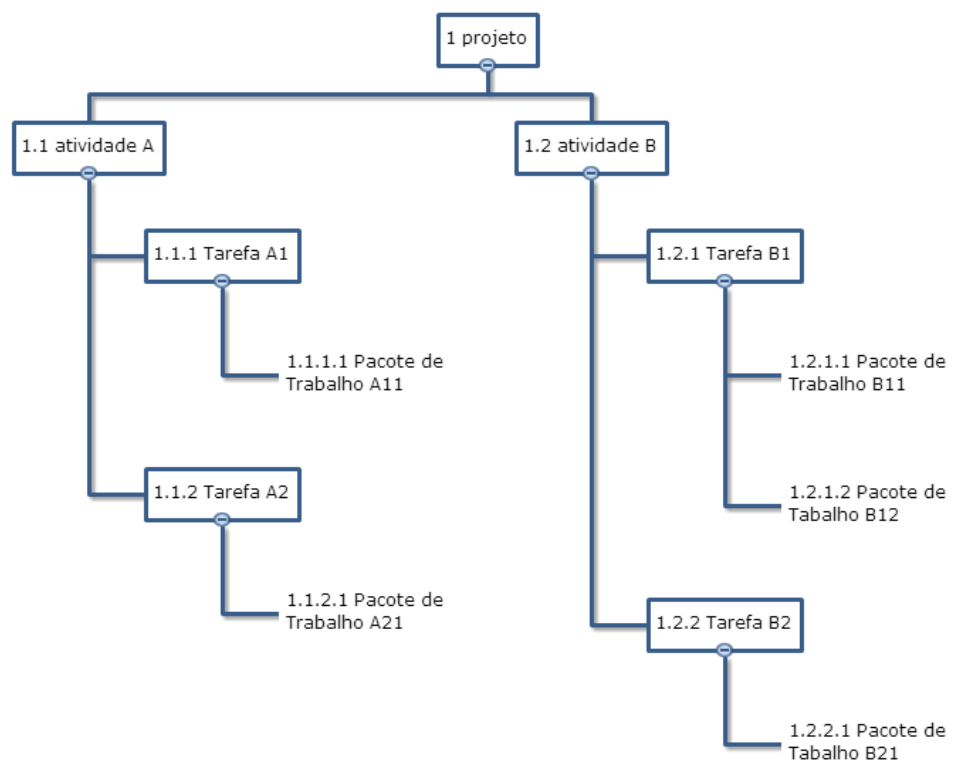 1 projeto
1.1 atividade A
1.1.1 Tarefa A1
1.1.1.1 Pacote de
Trabalho A11
1.1.2 Tarefa A2
1.1.2.1 Pacote de
Trabalho A21
1.2 atividade B
1.2.1 Tarefa B1
1.2.1.1 Pacote de
Trabalho B11
1.2.1.2 Pacote de
Tabalho B12
1.2.2 Tarefa B2
1.2.2.1 Pacote de
Tabalho B21